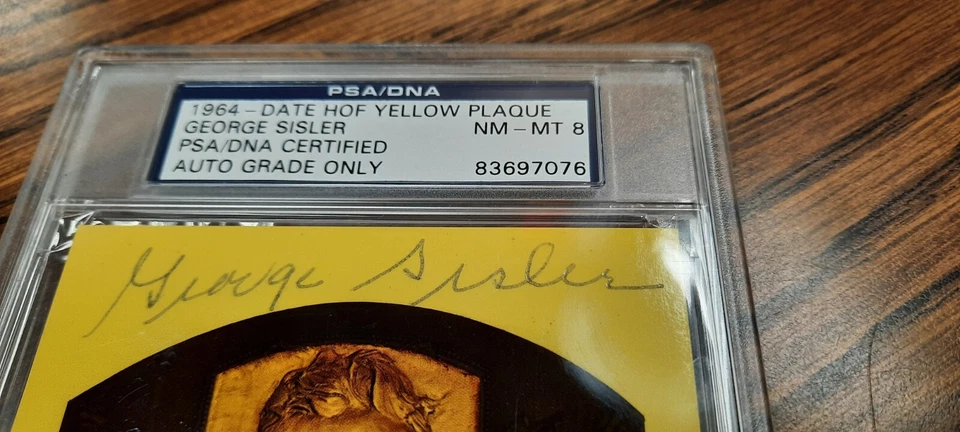 PSA/DNA
1964-DATE HOF YELLOW PLAQUE
GEORGE SISLER NM-MT 8
PSA/DNA CERTIFIED
AUTO GRADE ONLY 83697076
George Sisler